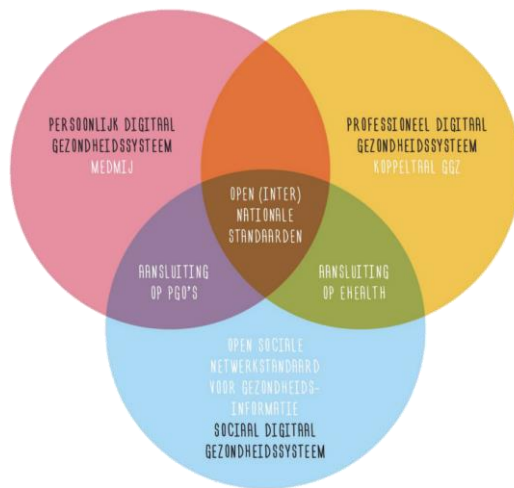 PERSOONLIJK DIGITAAL
GEZONDHEIDSSYSTEEM
MEDMIJ
PROFESSIONEEL DIGITAAL
GEZONDHEIDSSYSTEEM
KOPPELTAAL GGZ
OPEN (INTER)
NATIONALE
STANDAARDEN
AANSLUITING
OP PGO'S
AANSLUITING
OP EHEALTH
OPEN SOCIALE
NETWERKSTANDAARD
VOOR GEZONDHEIDS-
INFORMATIE
SOCIAAL DIGITAAL
GEZONDHEIDSSYSTEEM